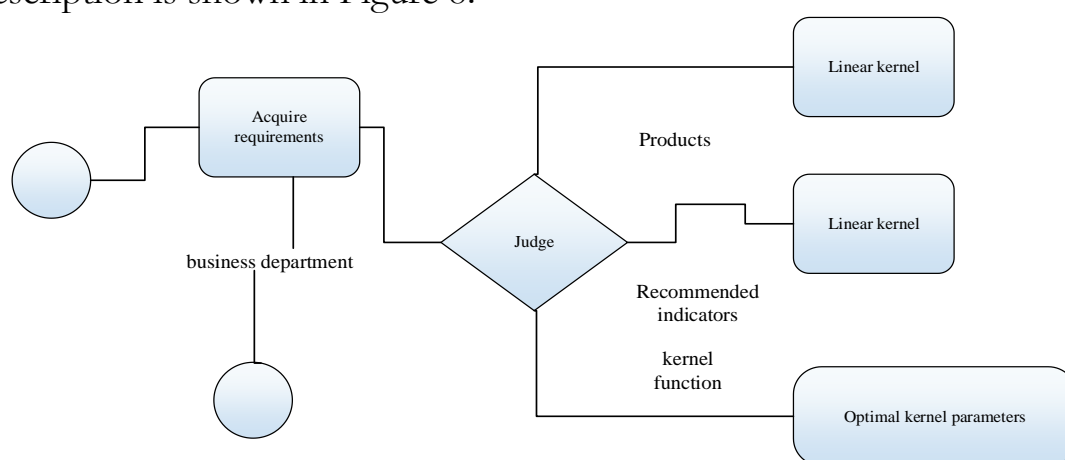 escription is shown in Figure 6.
Linear kernel
Acquire
requirements
Products
Linear kernel
Judge
business department
Recommended
indicators
kernel
function
Optimal kernel parameters